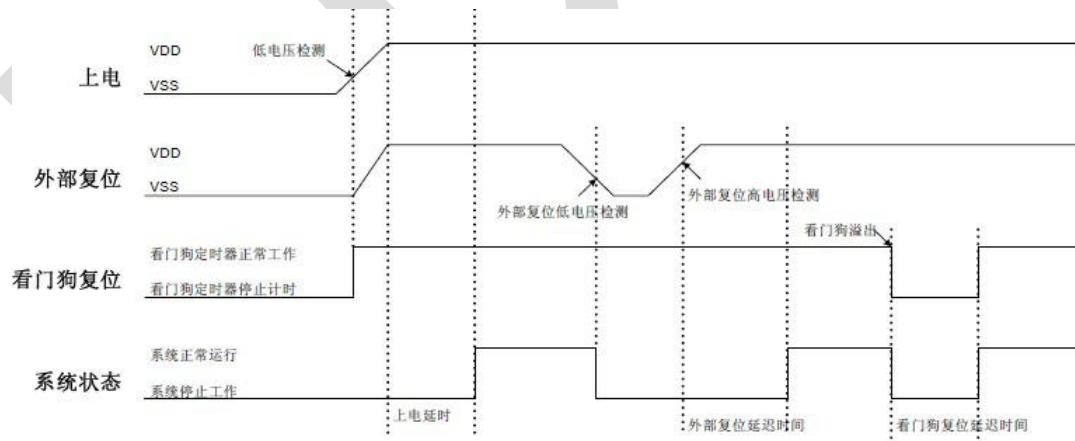 VDD
低电压检测
上电
VSS
VDD
外部复位
VSS
外部复位低电压检测
外部复位高电压检测
看门狗溢出
看门狗定时器正常工作
看门狗复位
看门狗定时器停止计时
系统正常运行
系统状态
系统停止工作
上电延时
外部复位延迟时间
看门狗复位延迟时间